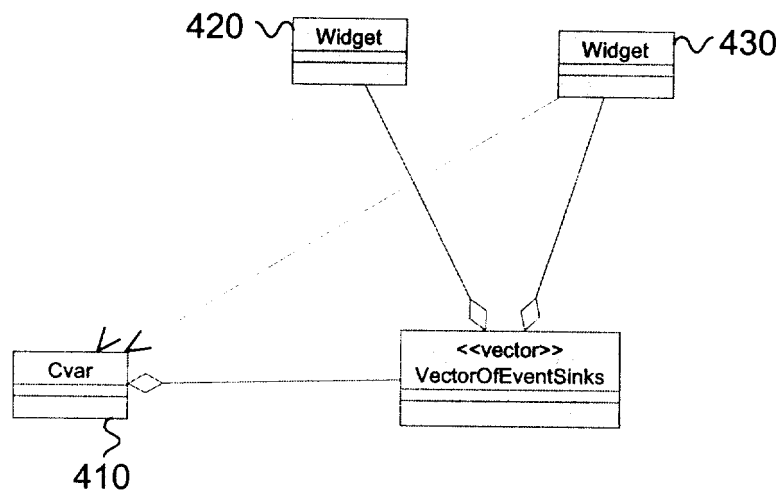 420
Widget
Widget
430
<<vector>>
VectorOfEventSinks
Cvar
410